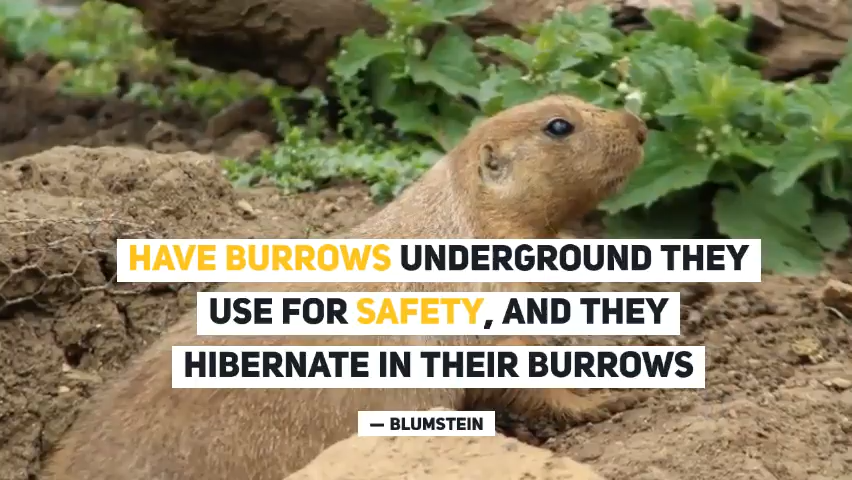 HAVE BURROWS UNDERGROUND THEY
USE FOR SAFETY, AND THEY
HIBERNATE IN THEIR BURROWS
— BLUMSTEIN